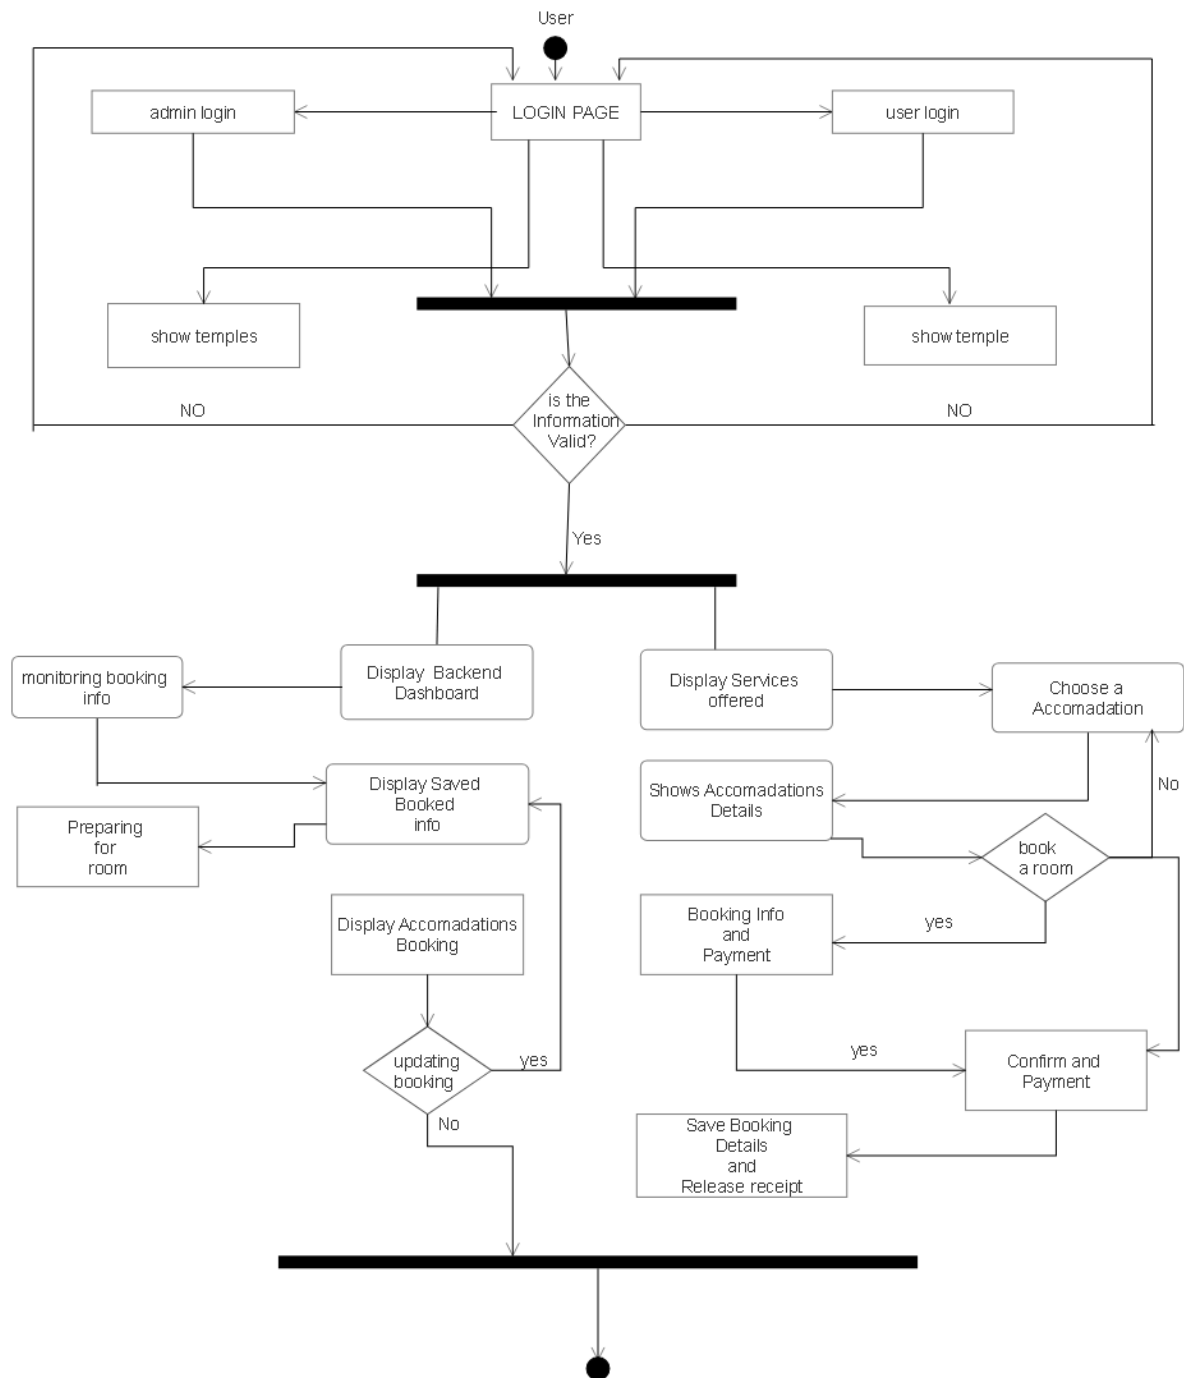 User
admin login
LOGIN PAGE
user login
show temples
show temple
is the
Information
Valid?
NO
NO
Yes
monitoring booking
info
Display Backend
Dashboard
Display Services
offered
Choose a
Accomadation
Display Saved
Booked
info
Shows Accomadations
Details
No
Preparing
for
room
book
a room
Display Accomadations
Booking
Booking Info
and
Payment
yes
updating
booking
yes
yes
Confirm and
Payment
No
Save Booking
Details
and
Release receipt